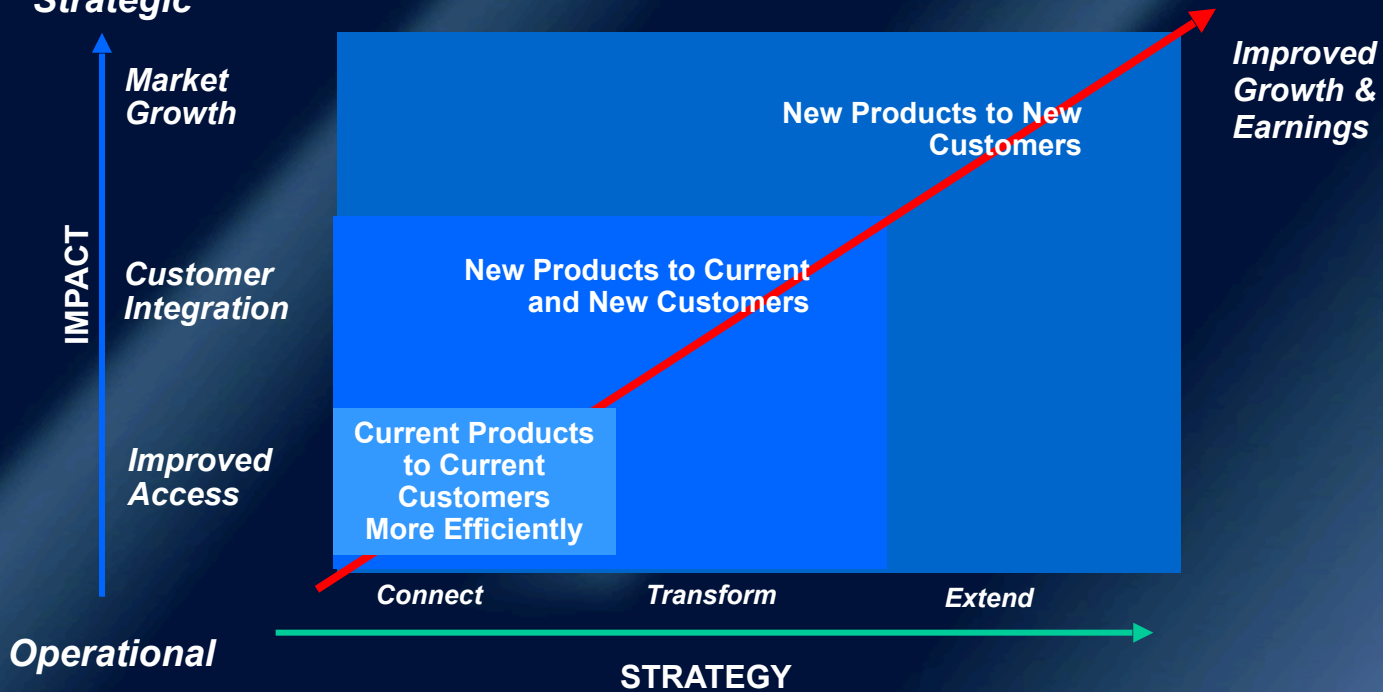 Strategic
Market
Growth
Improved
Growth &
Earnings
New Products to New
Customers
IMPACT
Customer
Integration
New Products to Current
and New Customers
Improved
Access
Current Products
to Current
Customers
More Efficiently
Connect
Transform
Extend
Operational
STRATEGY